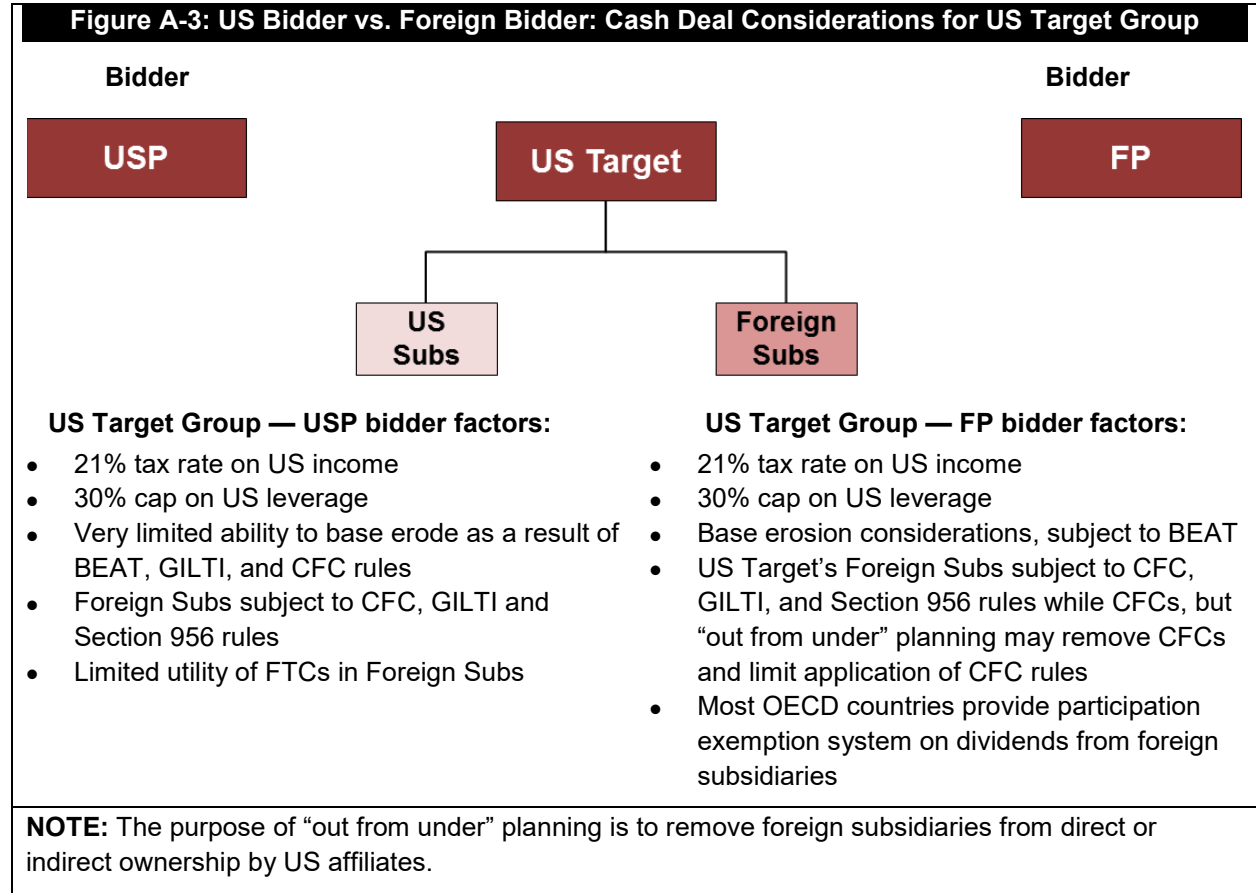 Figure A-3: US Bidder vs. Foreign Bidder: Cash Deal Considerations for US Target Group
Bidder
Bidder
USP
US Target
FP
US
Subs
Foreign
Subs
US Target Group — USP bidder factors:
• 21% tax rate on US income
• 30% cap on US leverage
• Very limited ability to base erode as a result of
BEAT, GILTI, and CFC rules
• Foreign Subs subject to CFC, GILTI and
Section 956 rules
• Limited utility of FTCs in Foreign Subs
US Target Group — FP bidder factors:
• 21% tax rate on US income
• 30% cap on US leverage
• Base erosion considerations, subject to BEAT
• US Target’s Foreign Subs subject to CFC,
GILTI, and Section 956 rules while CFCs, but
“out from under” planning may remove CFCs
and limit application of CFC rules
• Most OECD countries provide participation
exemption system on dividends from foreign
subsidiaries
NOTE: The purpose of “out from under” planning is to remove foreign subsidiaries from direct or
indirect ownership by US affiliates.